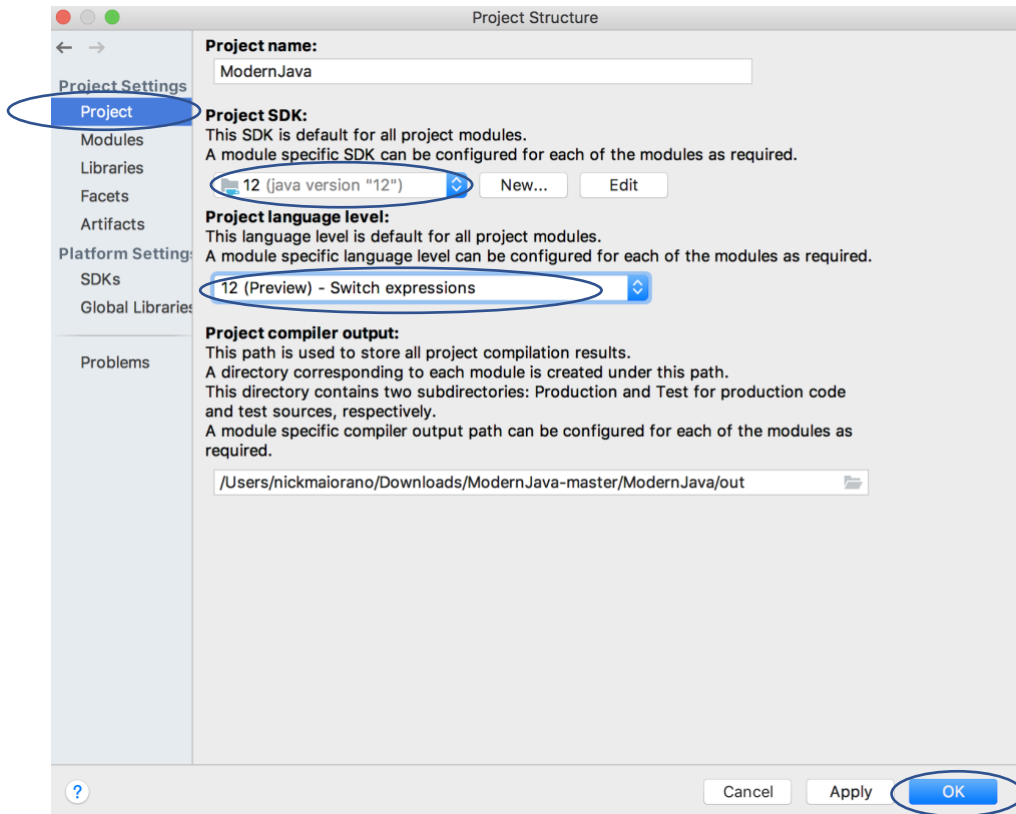 Project Structure
Project Settings
Project
Modules
Libraries
Facets
Artifacts
Platform Settings
SDKs
Global Libraries
Problems
Project name:
ModernJava
Project SDK:
This SDK is default for all project modules.
A module specific SDK can be configured for each of the modules as required.
12 (java version "12")
New...
Edit
Project language level:
This language level is default for all project modules.
A module specific language level can be configured for each of the modules as required.
12 (Preview) - Switch expressions
Project compiler output:
This path is used to store all project compilation results.
A directory corresponding to each module is created under this path.
This directory contains two subdirectories: Production and Test for production code
and test sources, respectively.
A module specific compiler output path can be configured for each of the modules as
required.
/Users/nickmaiorano/Downloads/ModernJava-master/ModernJava/out
?
Cancel
Apply
OK